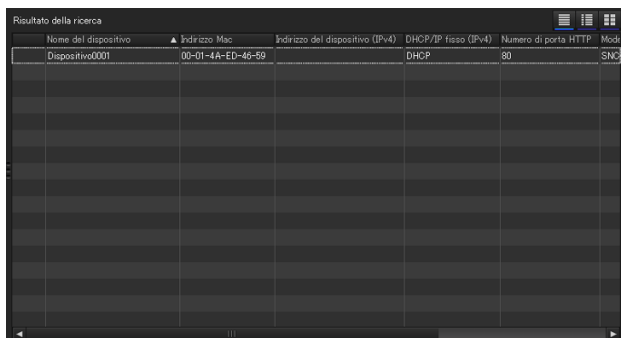 Risultato della ricerca
Nome del dispositivo ▲ Indirizzo Mac Indirizzo del dispositivo (IPv4) DHCP/IP fisso (IPv4) Numero di porta HTTP
Dispositivo0001 00-01-4A-ED-46-59 DHCP 80 SNC